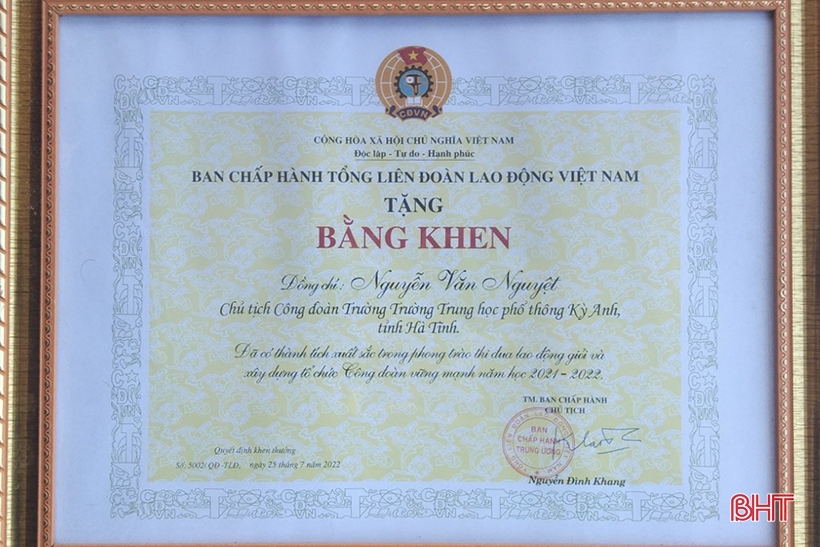 CĐVN
CỘNG HÒA XÃ HỘI CHỦ NGHĨA VIỆT NAM
Độc lập - Tự do - Hạnh phúc
BAN CHẤP HÀNH TỔNG LIÊN ĐOÀN LAO ĐỘNG VIỆT NAM
TẶNG
BẰNG KHEN
Đồng chí: Nguyễn Văn Nguyệt
Chủ tịch Công đoàn Trường Trường Trung học phổ thông Kỳ Anh,
tỉnh Hà Tĩnh.
Đã có thành tích xuất sắc trong phong trào thi đua lao động giỏi và
xây dựng tổ chức Công đoàn vững mạnh năm học 2021 - 2022.
TM. BAN CHẤP HÀNH
CHỦ TỊCH
BAN
CHẤP HÀNH
TRUNG ƯƠNG
Quyết định khen thưởng
Số: 5002/ QĐ -TLĐ, ngày 25 tháng 7 năm 2022
Nguyễn Đình Khang
BHT